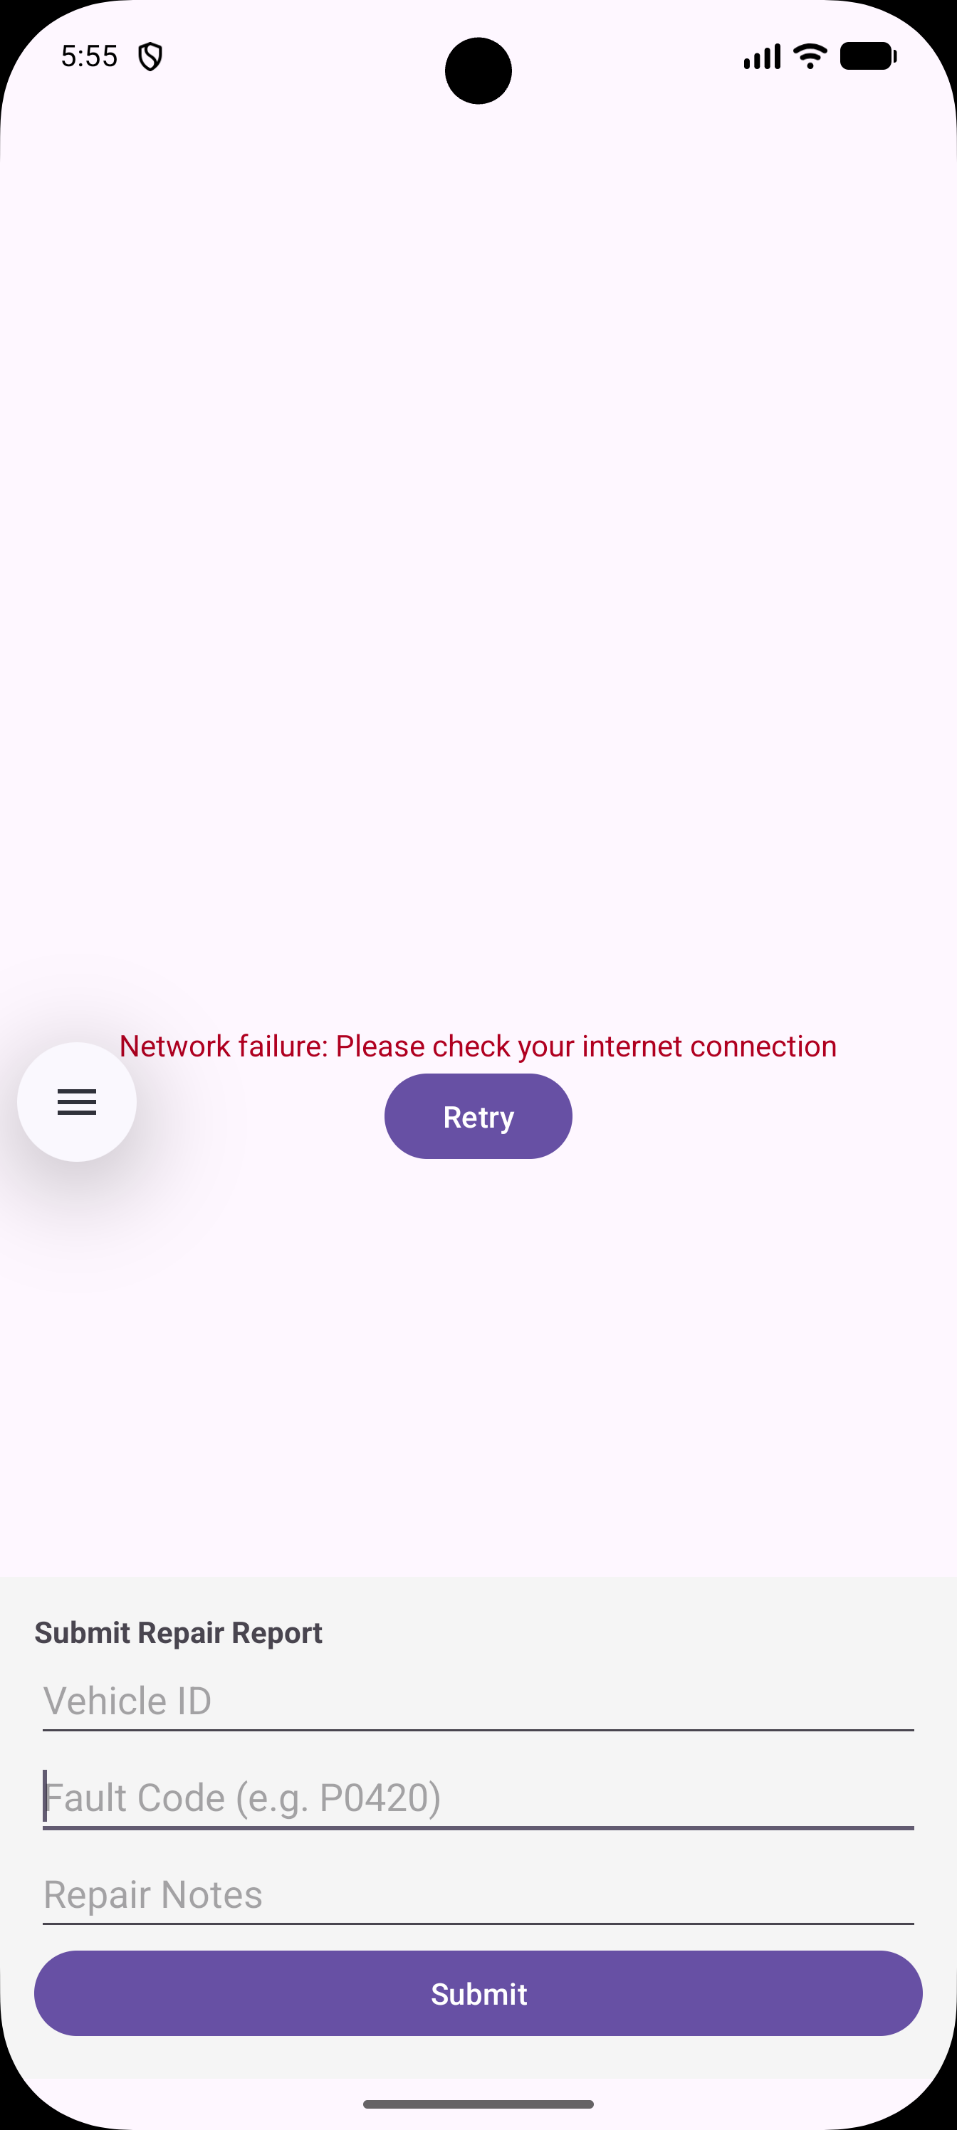 5:55
Network failure: Please check your internet connection
Retry
Submit Repair Report
Vehicle ID
Fault Code (e.g. P0420)
Repair Notes
Submit